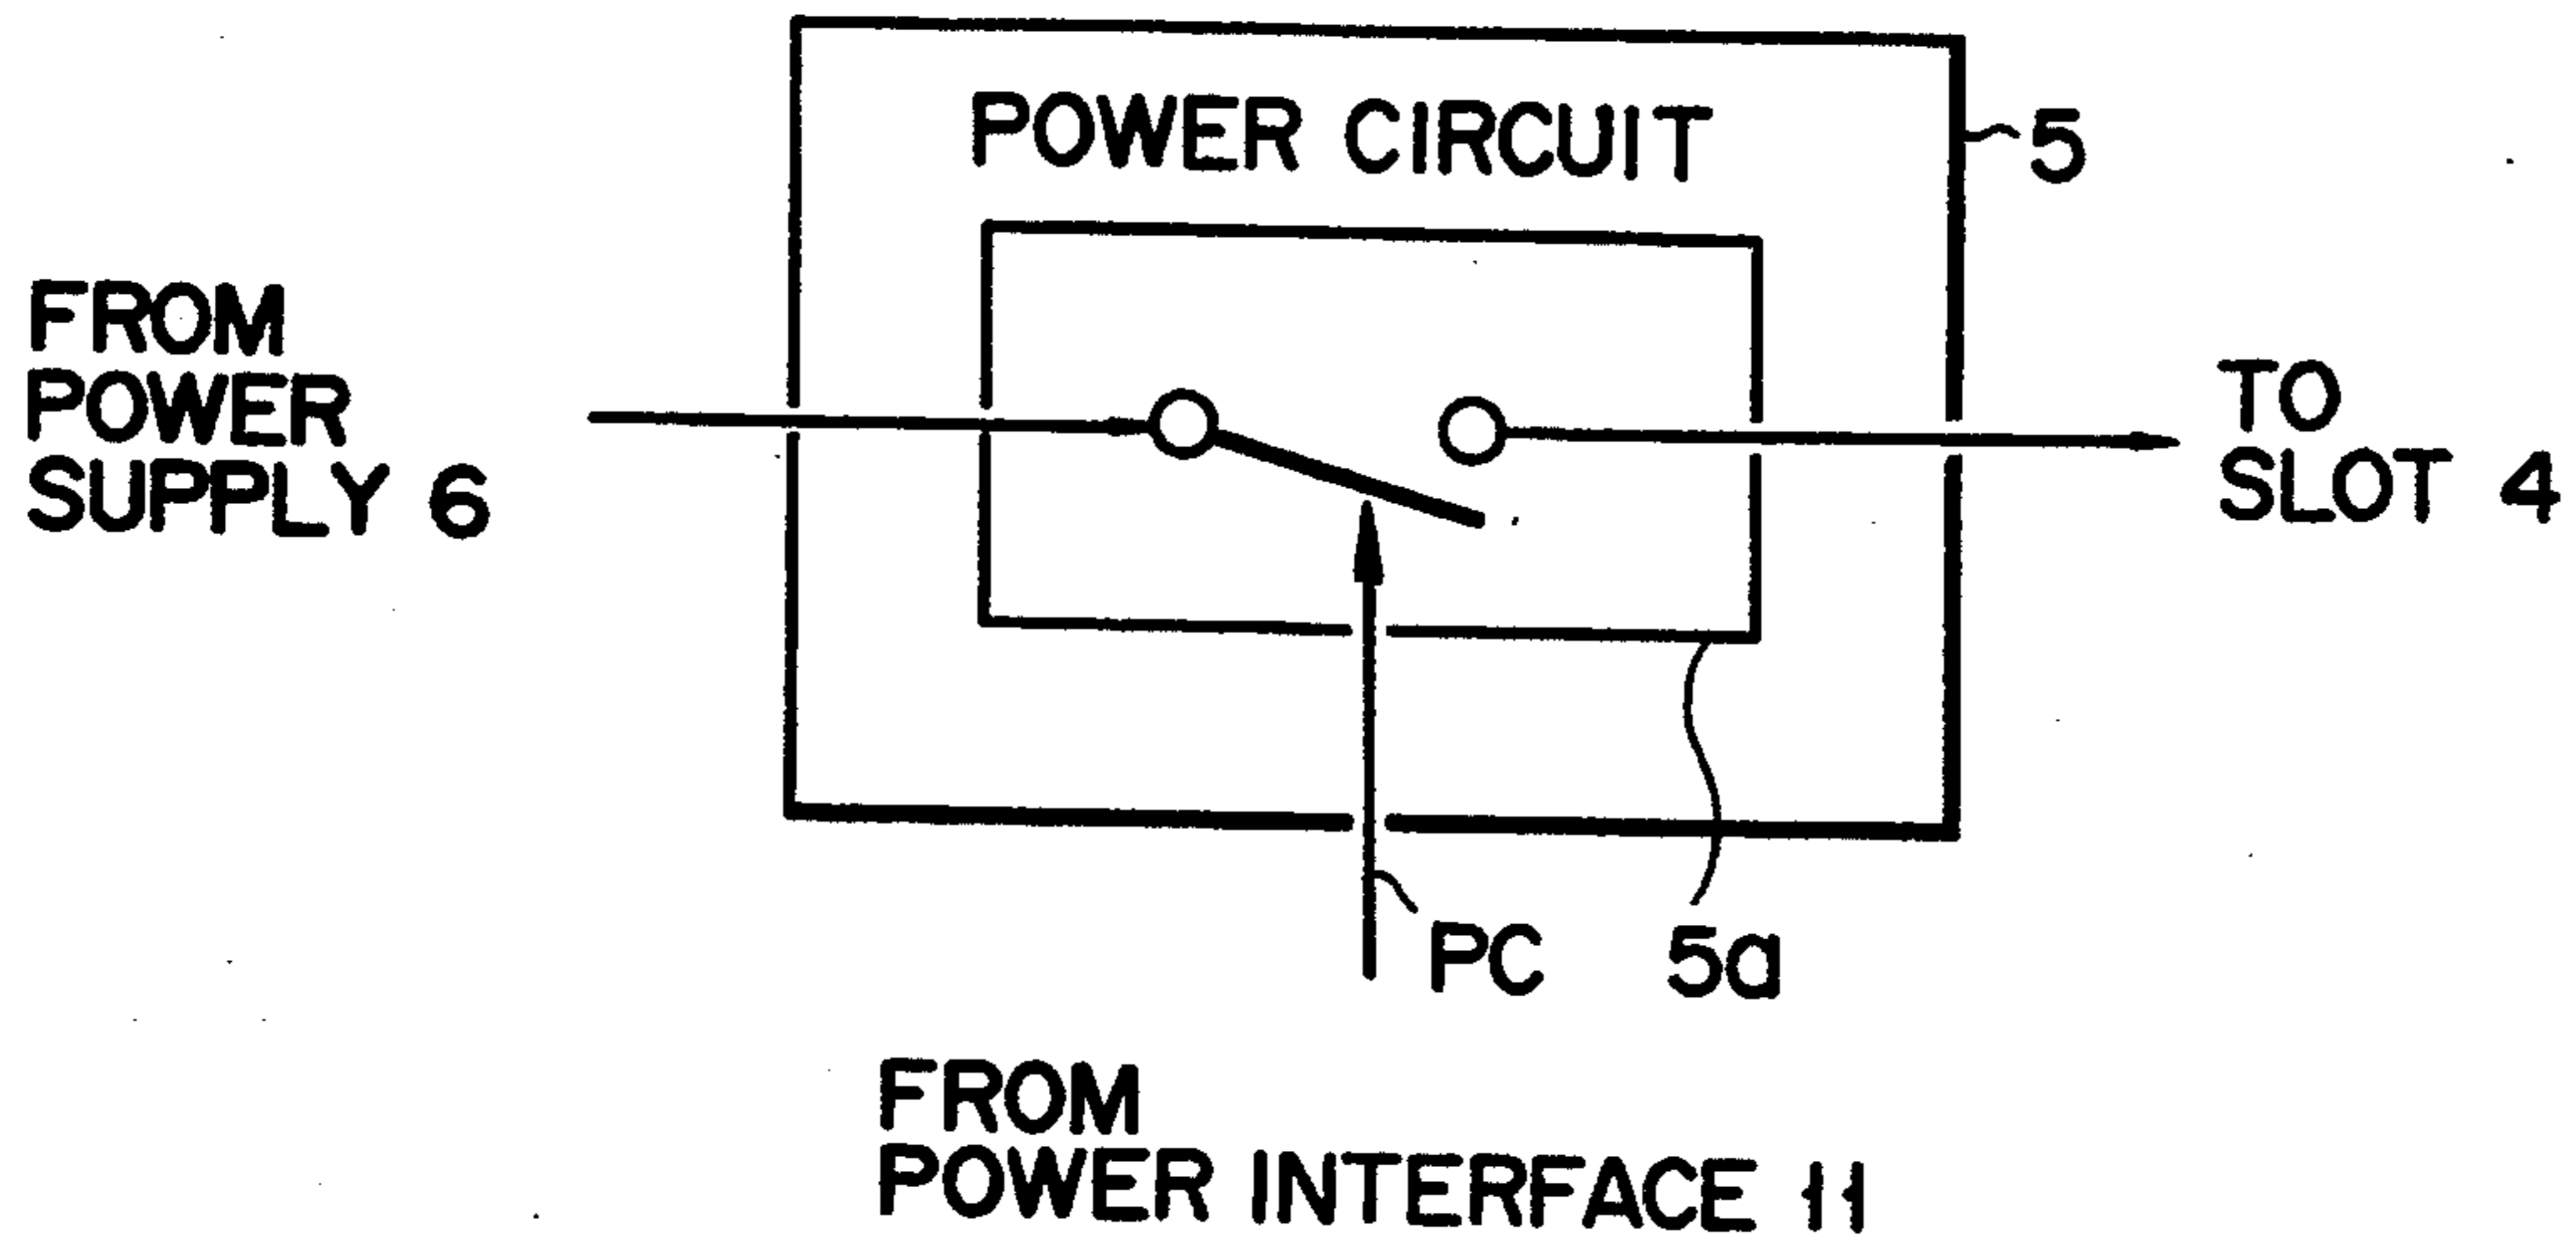 POWER CIRCUIT
5
FROM
POWER
SUPPLY 6
TO
SLOT 4
PC
5a
FROM
POWER INTERFACE 11